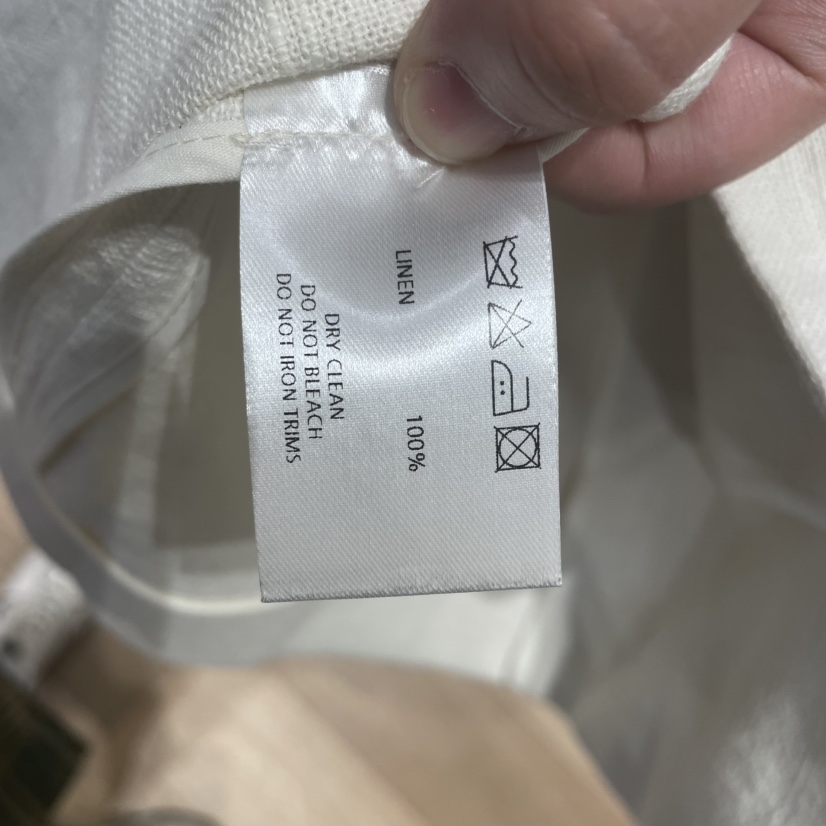 LINEN 100%
DRY CLEAN
DO NOT BLEACH
DO NOT IRON TRIMS